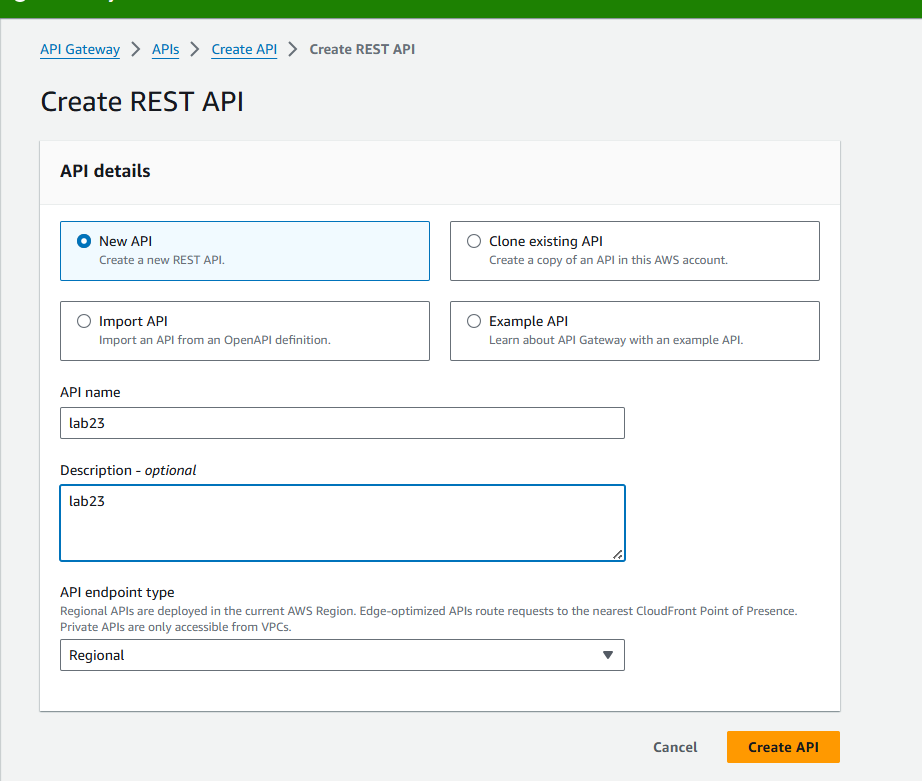 API Gateway > APIs > Create API > Create REST API
Create REST API
API details
New API
Create a new REST API.
Clone existing API
Create a copy of an API in this AWS account.
Import API
Import an API from an OpenAPI definition.
Example API
Learn about API Gateway with an example API.
API name
lab23
Description - optional
lab23
API endpoint type
Regional APIs are deployed in the current AWS Region. Edge-optimized APIs route requests to the nearest CloudFront Point of Presence.
Private APIs are only accessible from VPCs.
Regional
Cancel
Create API